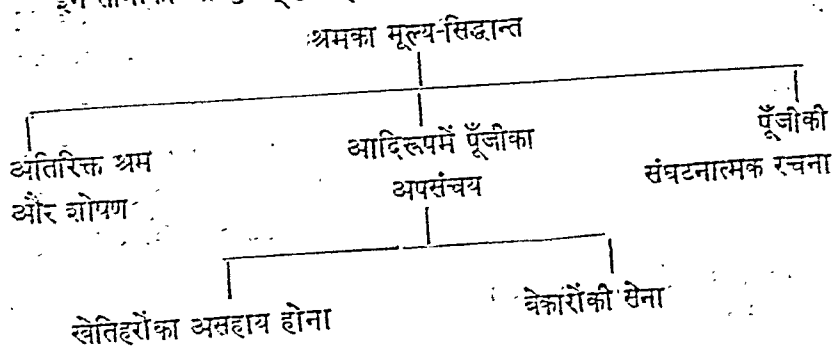 श्रमका मूल्य-सिद्धान्त
अतिरिक्त श्रम
और शोषण
आदिरूपमें पूँजीका
अपसंचय
पूँजीकी
संघटनात्मक रचना
खेतिहरोंका असहाय होना
बेकारोंकी सेना